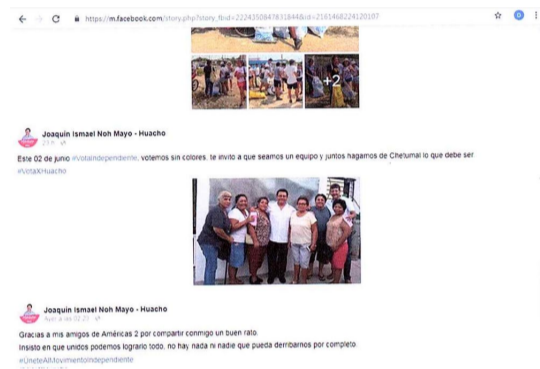 https://m.facebook.com/story.php?story_fbid=2224350847831844&id=2161468224120107
+2
Joaquin Ismael Noh Mayo - Huacho
Este 02 de junio #VotaIndependiente, votemos sin colores, te invito a que seamos un equipo y juntos hagamos de Chetumal lo que debe ser
#VotaXHuacho
Joaquin Ismael Noh Mayo - Huacho
Gracias a mis amigos de Américas 2 por compartir conmigo un buen rato.
Insisto en que unidos podemos lograrlo todo, no hay nada ni nadie que pueda derribarnos por completo.
#ÚneteAlMovimientoIndependiente